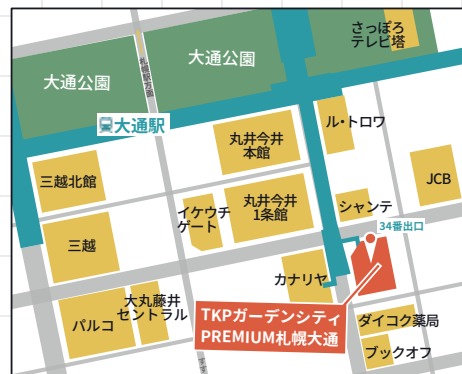 さっぽろ
テレビ塔
大通公園
大通公園
札幌駅方面
大通駅
ル・トロワ
丸井今井
本館
三越北館
JCB
イケウチ
ゲート
丸井今井
1条館
シャンテ
34番出口
三越
カナリヤ
大丸藤井
セントラル
パルコ
TKPガーデンシティ
PREMIUM札幌大通
ダイコク薬局
ブックオフ